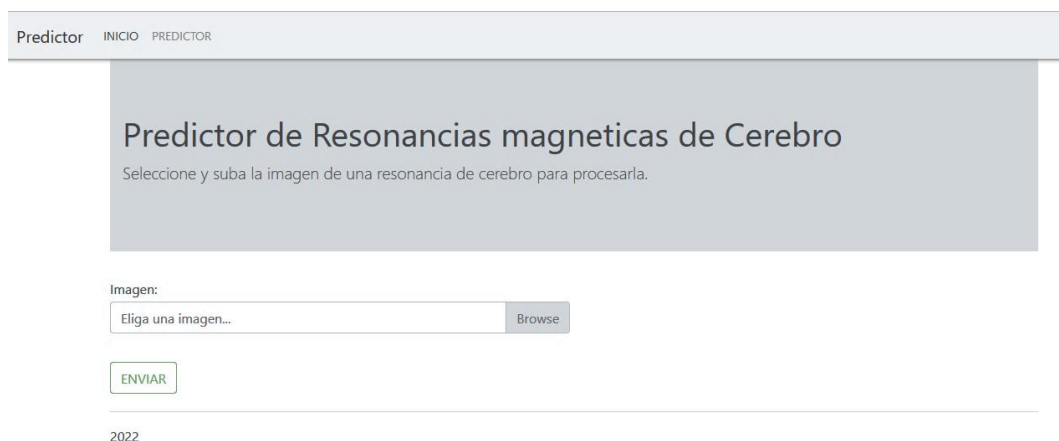 Predictor INICIO PREDICTOR
Predictor de Resonancias magneticas de Cerebro
Seleccione y suba la imagen de una resonancia de cerebro para procesarla.
Imagen:
Eliga una imagen... Browse
ENVIAR
2022